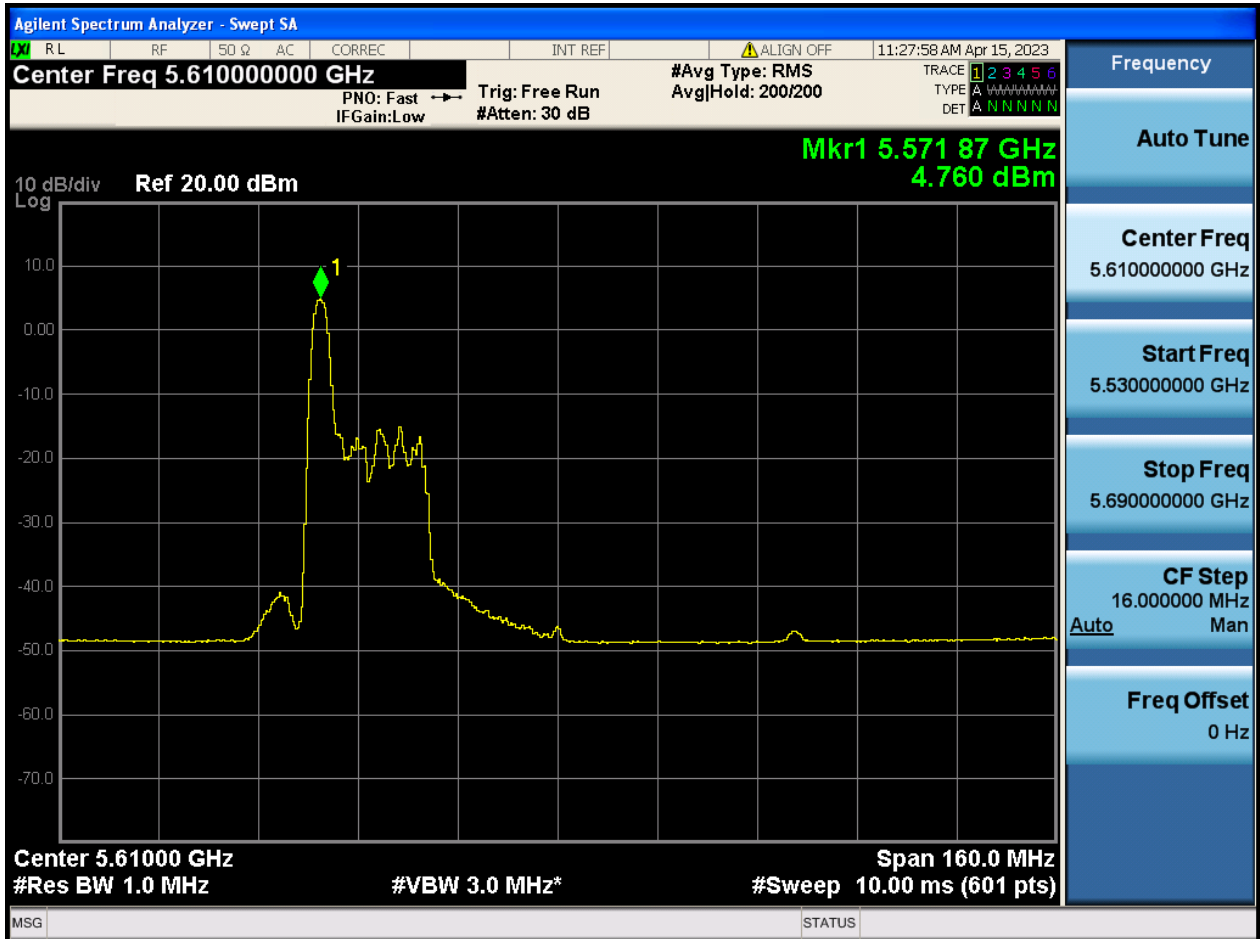 Agilent Spectrum Analyzer - Swept SA
LXI RL RF 50 Ω AC CORREC INT REF ALIGN OFF 11:27:58 AM Apr 15, 2023
Center Freq 5.610000000 GHz
PNO: Fast
IFGain:Low
Trig: Free Run
#Atten: 30 dB
#Avg Type: RMS
Avg|Hold: 200/200
TRACE 1 2 3 4 5 6
TYPE A WWWWW
DET A N N N N N
Mkr1 5.571 87 GHz
4.760 dBm
10 dB/div Ref 20.00 dBm
Log
10.0
0.00
-10.0
-20.0
-30.0
-40.0
-50.0
-60.0
-70.0
1
Center 5.61000 GHz Span 160.0 MHz
#Res BW 1.0 MHz #VBW 3.0 MHz* #Sweep 10.00 ms (601 pts)
MSG STATUS
Frequency
Auto Tune
Center Freq
5.610000000 GHz
Start Freq
5.530000000 GHz
Stop Freq
5.690000000 GHz
CF Step
16.000000 MHz
Auto Man
Freq Offset
0 Hz